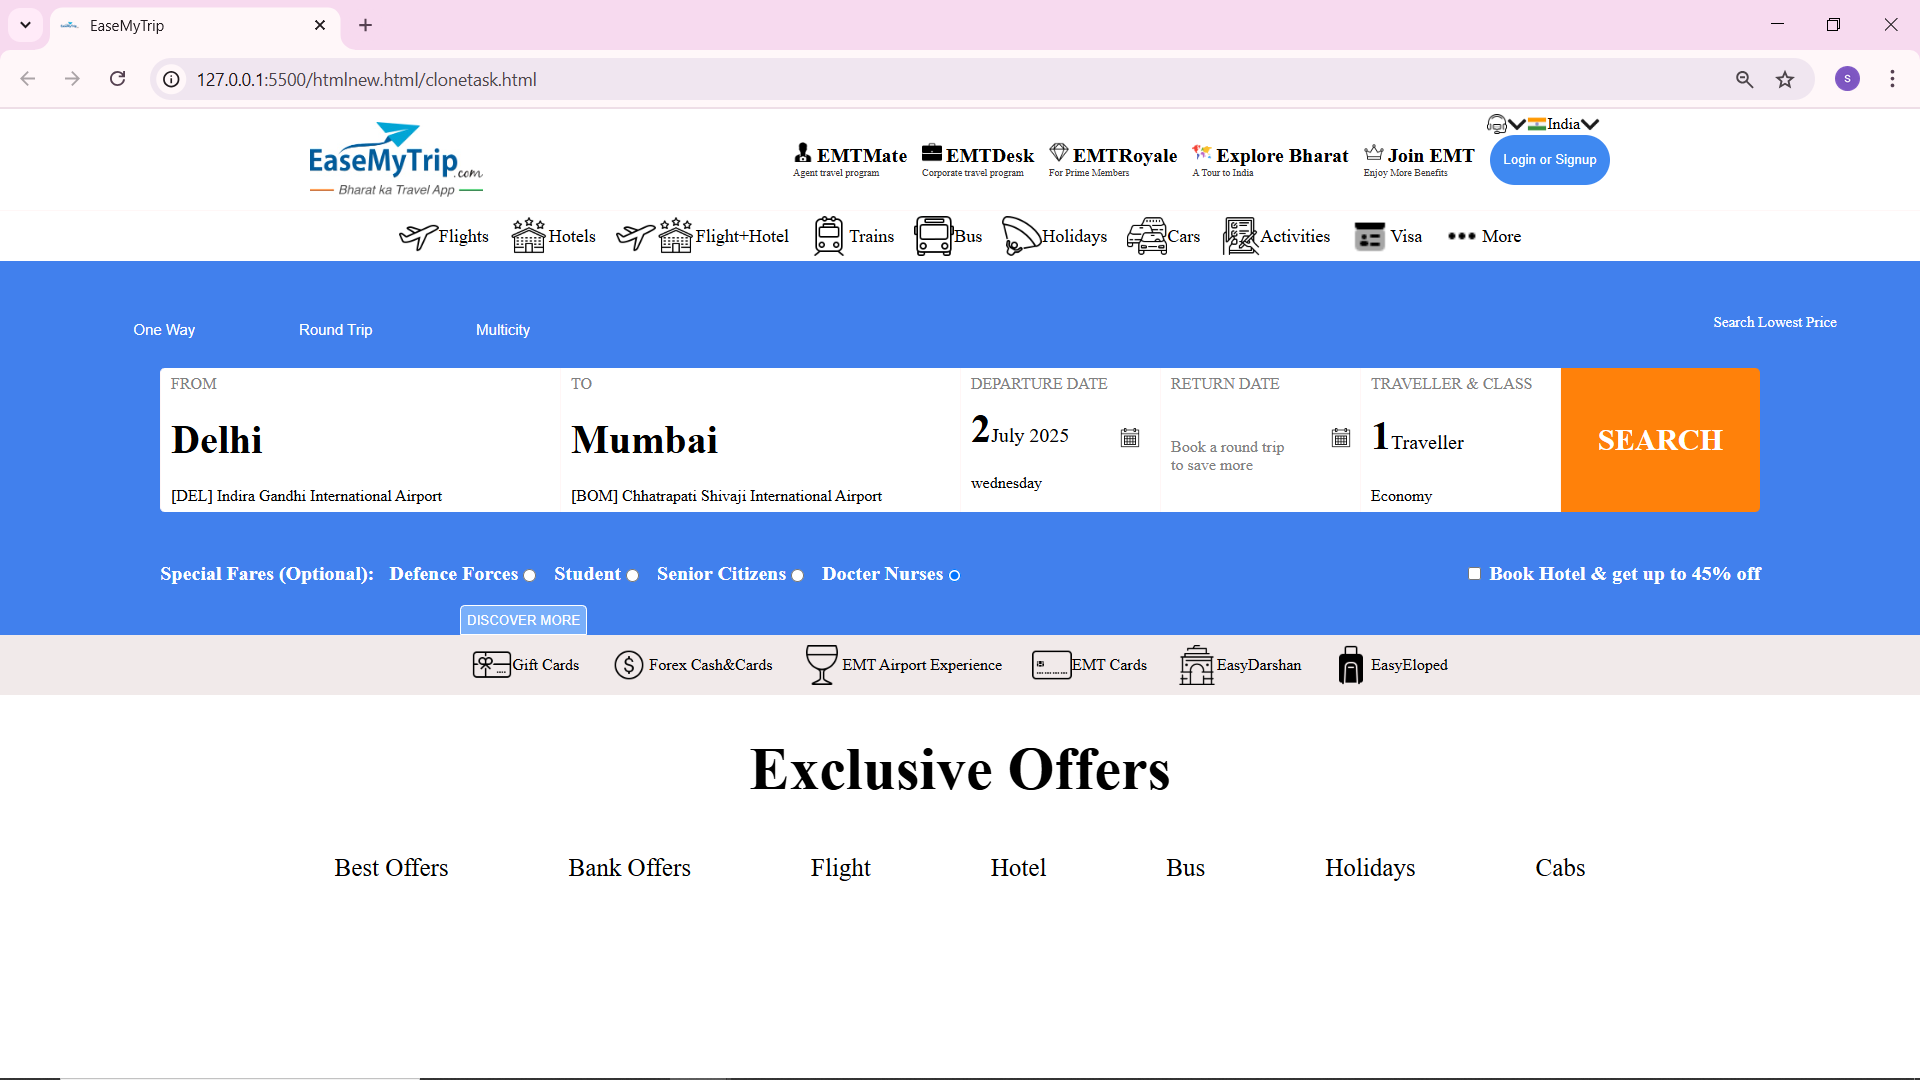 EaseMyTrip
127.0.0.1:5500/htmlnew.html/clonetask.html
S
India
EaseMyTrip.com
Bharat ka Travel App
EMTMate EMTDesk EMTRoyale Explore Bharat Join EMT
Agent travel program Corporate travel program For Prime Members A Tour to India Enjoy More Benefits
Login or Signup
Flights Hotels Flight+Hotel Trains Bus Holidays Cars Activities Visa More
One Way Round Trip Multicity Search Lowest Price
FROM TO DEPARTURE DATE RETURN DATE TRAVELLER & CLASS
Delhi Mumbai 2July 2025 1Traveller SEARCH
Book a round trip
to save more
wednesday
[DEL] Indira Gandhi International Airport [BOM] Chhatrapati Shivaji International Airport Economy
Special Fares (Optional): Defence Forces Student Senior Citizens Docter Nurses Book Hotel & get up to 45% off
DISCOVER MORE
Gift Cards Forex Cash&Cards EMT Airport Experience EMT Cards EasyDarshan EasyEloped
Exclusive Offers
Best Offers Bank Offers Flight Hotel Bus Holidays Cabs